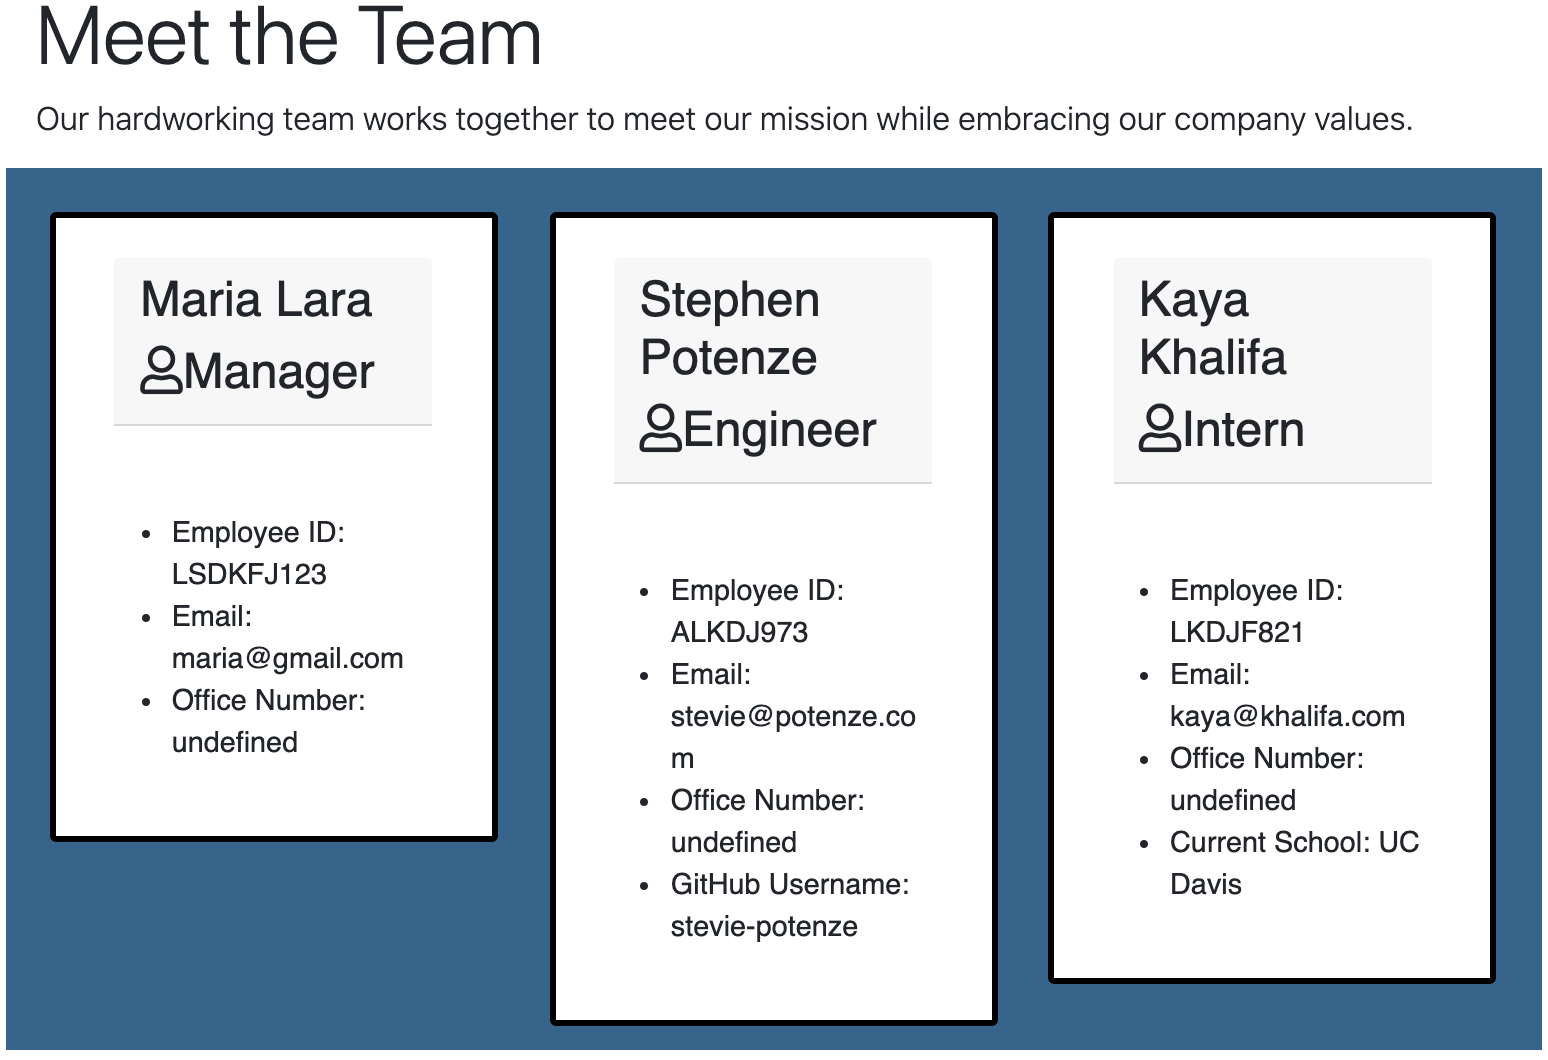 Meet the Team
Our hardworking team works together to meet our mission while embracing our company values.
Maria Lara
Manager
• Employee ID:
LSDKFJ123
• Email:
maria@gmail.com
• Office Number:
undefined
Stephen
Potenze
Engineer
• Employee ID:
ALKDJ973
• Email:
stevie@potenze.co
m
• Office Number:
undefined
• GitHub Username:
stevie-potenze
Kaya
Khalifa
Intern
• Employee ID:
LKDJF821
• Email:
kaya@khalifa.com
• Office Number:
undefined
• Current School: UC
Davis